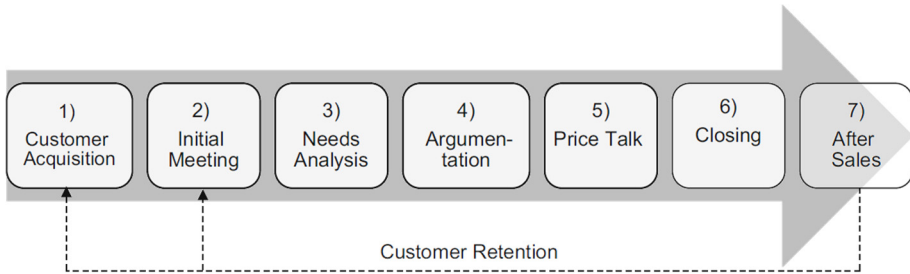 1)
Customer
Acquisition
2)
Initial
Meeting
3)
Needs
Analysis
4)
Argumen-
tation
5)
Price Talk
6)
Closing
7)
After
Sales
Customer Retention